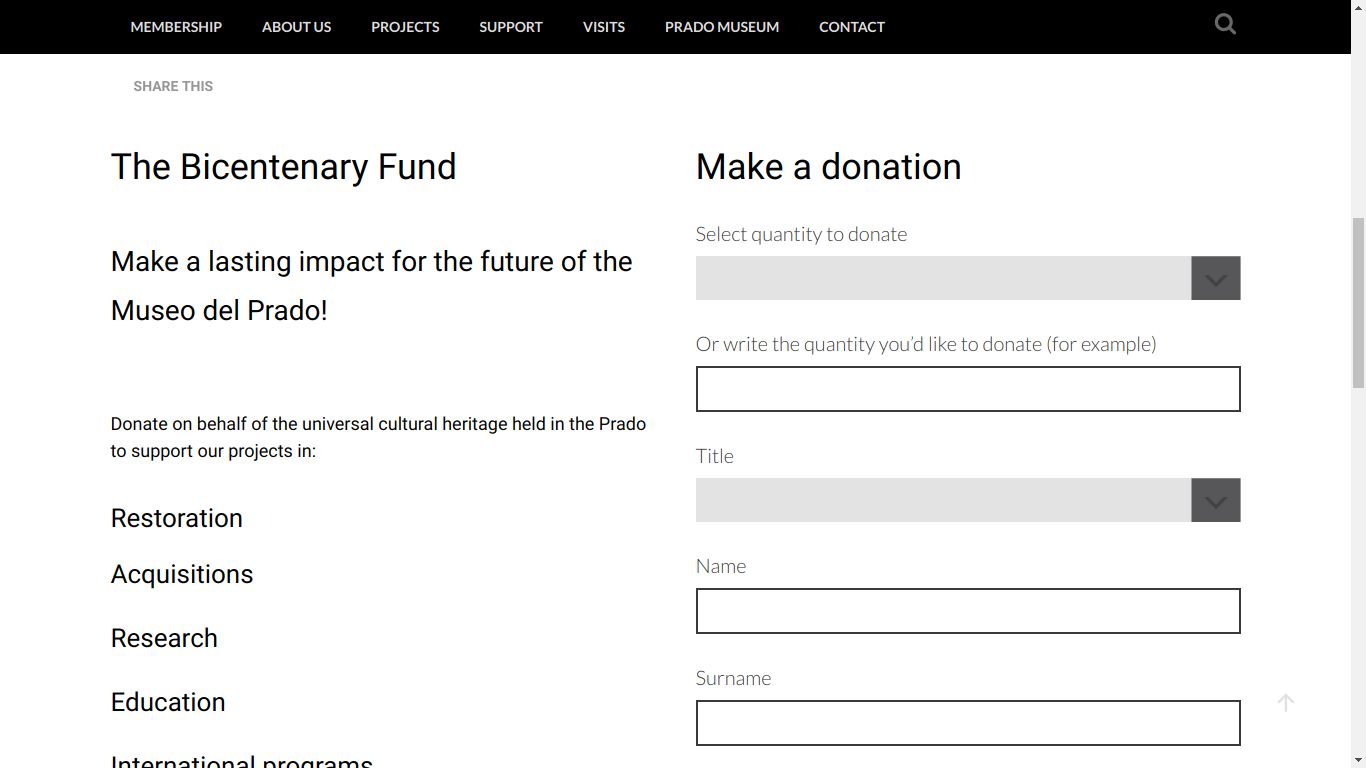 MEMBERSHIP ABOUT US PROJECTS SUPPORT VISITS PRADO MUSEUM CONTACT
SHARE THIS
The Bicentenary Fund
Make a lasting impact for the future of the
Museo del Prado!
Donate on behalf of the universal cultural heritage held in the Prado
to support our projects in:
Restoration
Acquisitions
Research
Education
International programs
Make a donation
Select quantity to donate
Or write the quantity you’d like to donate (for example)
Title
Name
Surname